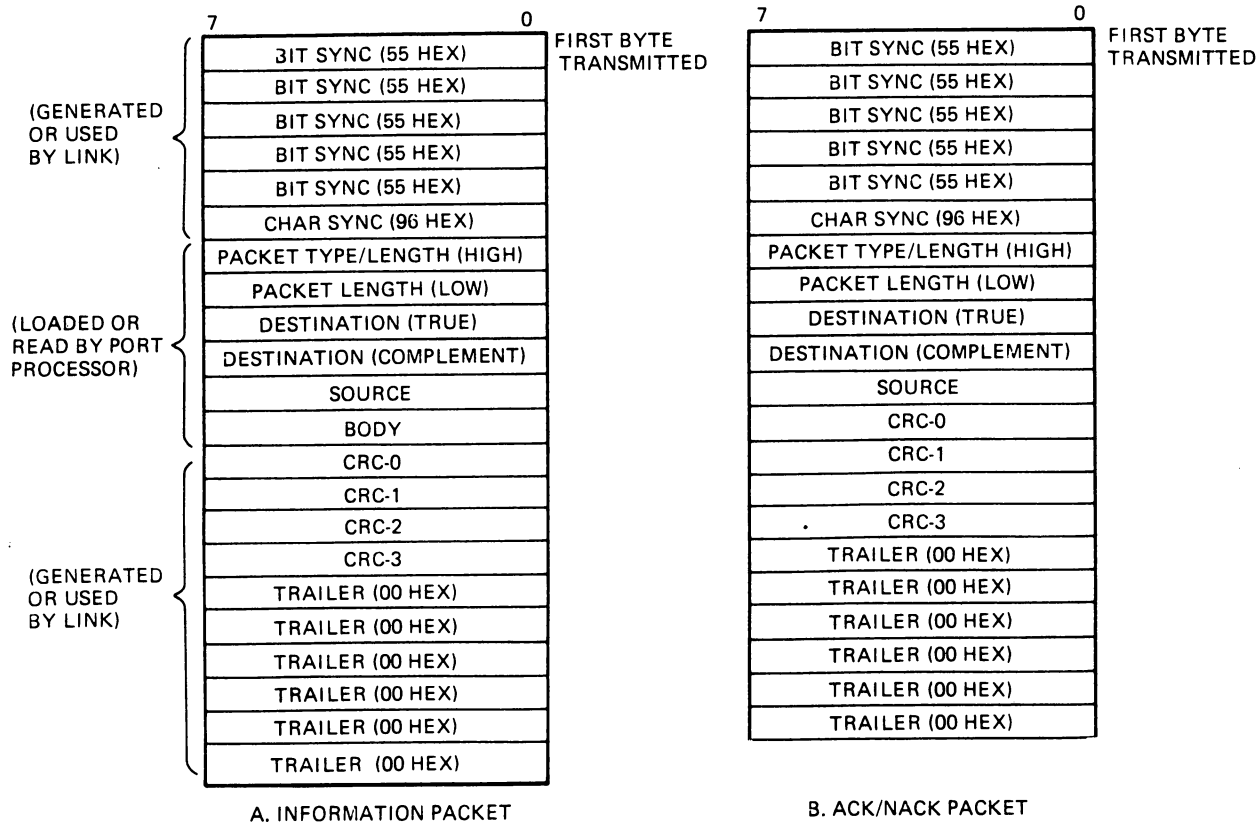 7 0
FIRST BYTE
TRANSMITTED
(GENERATED
OR USED
BY LINK)
BIT SYNC (55 HEX)
BIT SYNC (55 HEX)
BIT SYNC (55 HEX)
BIT SYNC (55 HEX)
BIT SYNC (55 HEX)
CHAR SYNC (96 HEX)
(LOADED OR
READ BY PORT
PROCESSOR)
PACKET TYPE/LENGTH (HIGH)
PACKET LENGTH (LOW)
DESTINATION (TRUE)
DESTINATION (COMPLEMENT)
SOURCE
BODY
(GENERATED
OR USED
BY LINK)
CRC-0
CRC-1
CRC-2
CRC-3
TRAILER (00 HEX)
TRAILER (00 HEX)
TRAILER (00 HEX)
TRAILER (00 HEX)
TRAILER (00 HEX)
TRAILER (00 HEX)
A. INFORMATION PACKET
7 0
FIRST BYTE
TRANSMITTED
BIT SYNC (55 HEX)
BIT SYNC (55 HEX)
BIT SYNC (55 HEX)
BIT SYNC (55 HEX)
BIT SYNC (55 HEX)
CHAR SYNC (96 HEX)
PACKET TYPE/LENGTH (HIGH)
PACKET LENGTH (LOW)
DESTINATION (TRUE)
DESTINATION (COMPLEMENT)
SOURCE
CRC-0
CRC-1
CRC-2
CRC-3
TRAILER (00 HEX)
TRAILER (00 HEX)
TRAILER (00 HEX)
TRAILER (00 HEX)
TRAILER (00 HEX)
TRAILER (00 HEX)
B. ACK/NACK PACKET